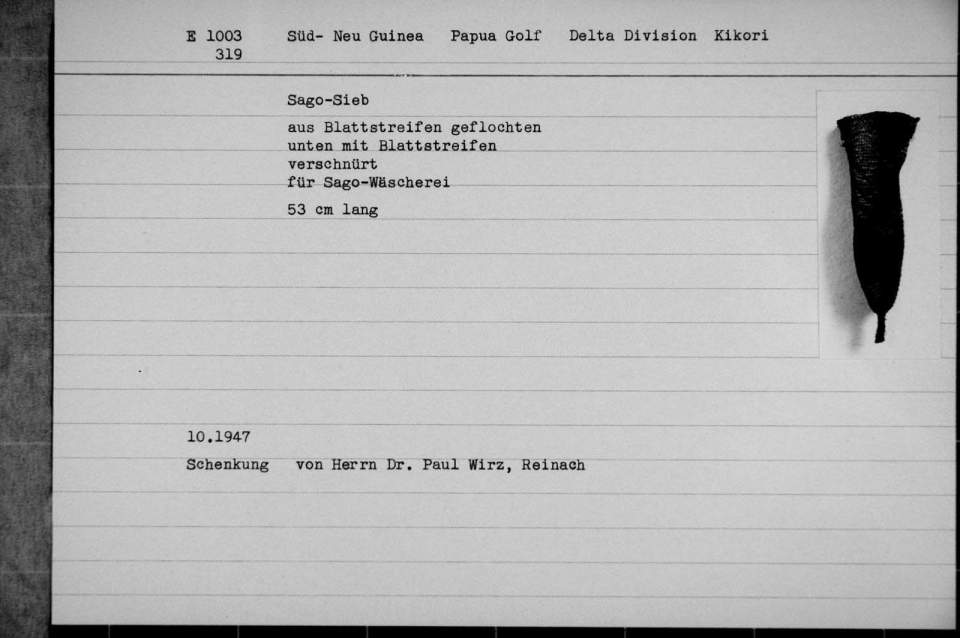 E 1003 Süd- Neu Guinea Papua Golf Delta Division Kikori
319
Sago-Sieb
aus Blattstreifen geflochten
unten mit Blattstreifen
verschnürt
für Sago-Wäscherei
53 cm lang
10.1947
Schenkung von Herrn Dr. Paul Wirz, Reinach